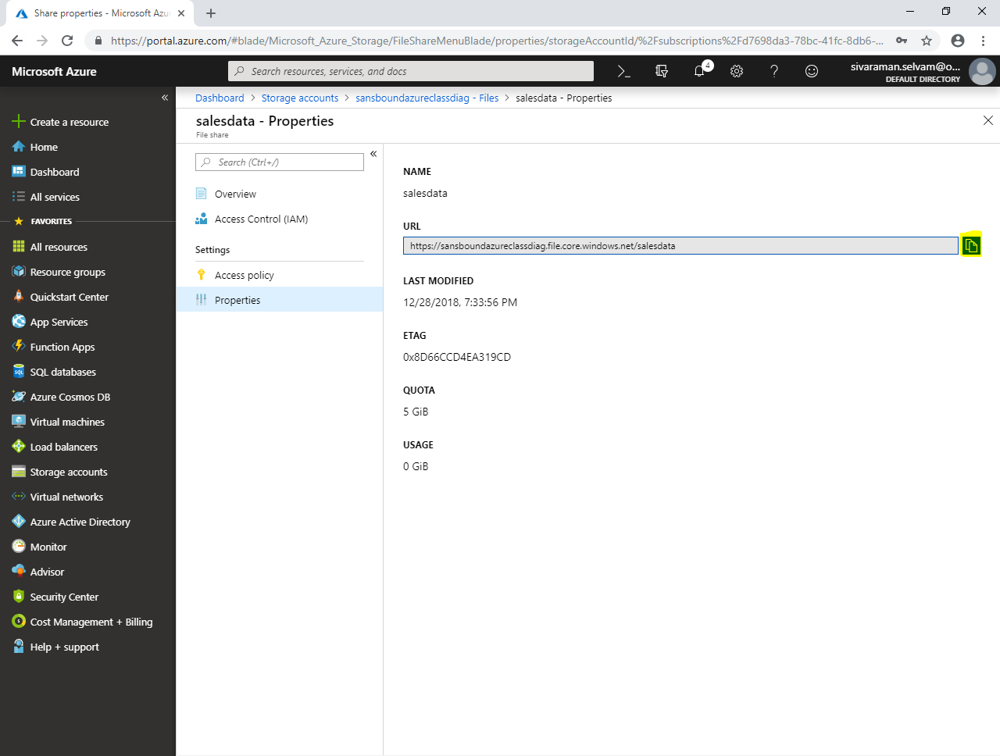 Share properties - Microsoft Azu
https://portal.azure.com/#blade/Microsoft_Azure_Storage/FileShareMenuBlade/properties/storageAccountId/%2Fsubscriptions%2Fd7698da3-78bc-41fc-8db6-...
Microsoft Azure
Search resources, services, and docs
4
sivaraman.selvam@o...
DEFAULT DIRECTORY
Dashboard > Storage accounts > sansboundazureclassdiag - Files > salesdata - Properties
salesdata - Properties
File share
Create a resource
Home
Dashboard
All services
FAVORITES
All resources
Resource groups
Quickstart Center
App Services
Function Apps
SQL databases
Azure Cosmos DB
Virtual machines
Load balancers
Storage accounts
Virtual networks
Azure Active Directory
Monitor
Advisor
Security Center
Cost Management + Billing
Help + support
Search (Ctrl+/)
Overview
Access Control (IAM)
Settings
Access policy
Properties
NAME
salesdata
URL
https://sansboundazureclassdiag.file.core.windows.net/salesdata
LAST MODIFIED
12/28/2018, 7:33:56 PM
ETAG
0x8D66CCD4EA319CD
QUOTA
5 GiB
USAGE
0 GiB